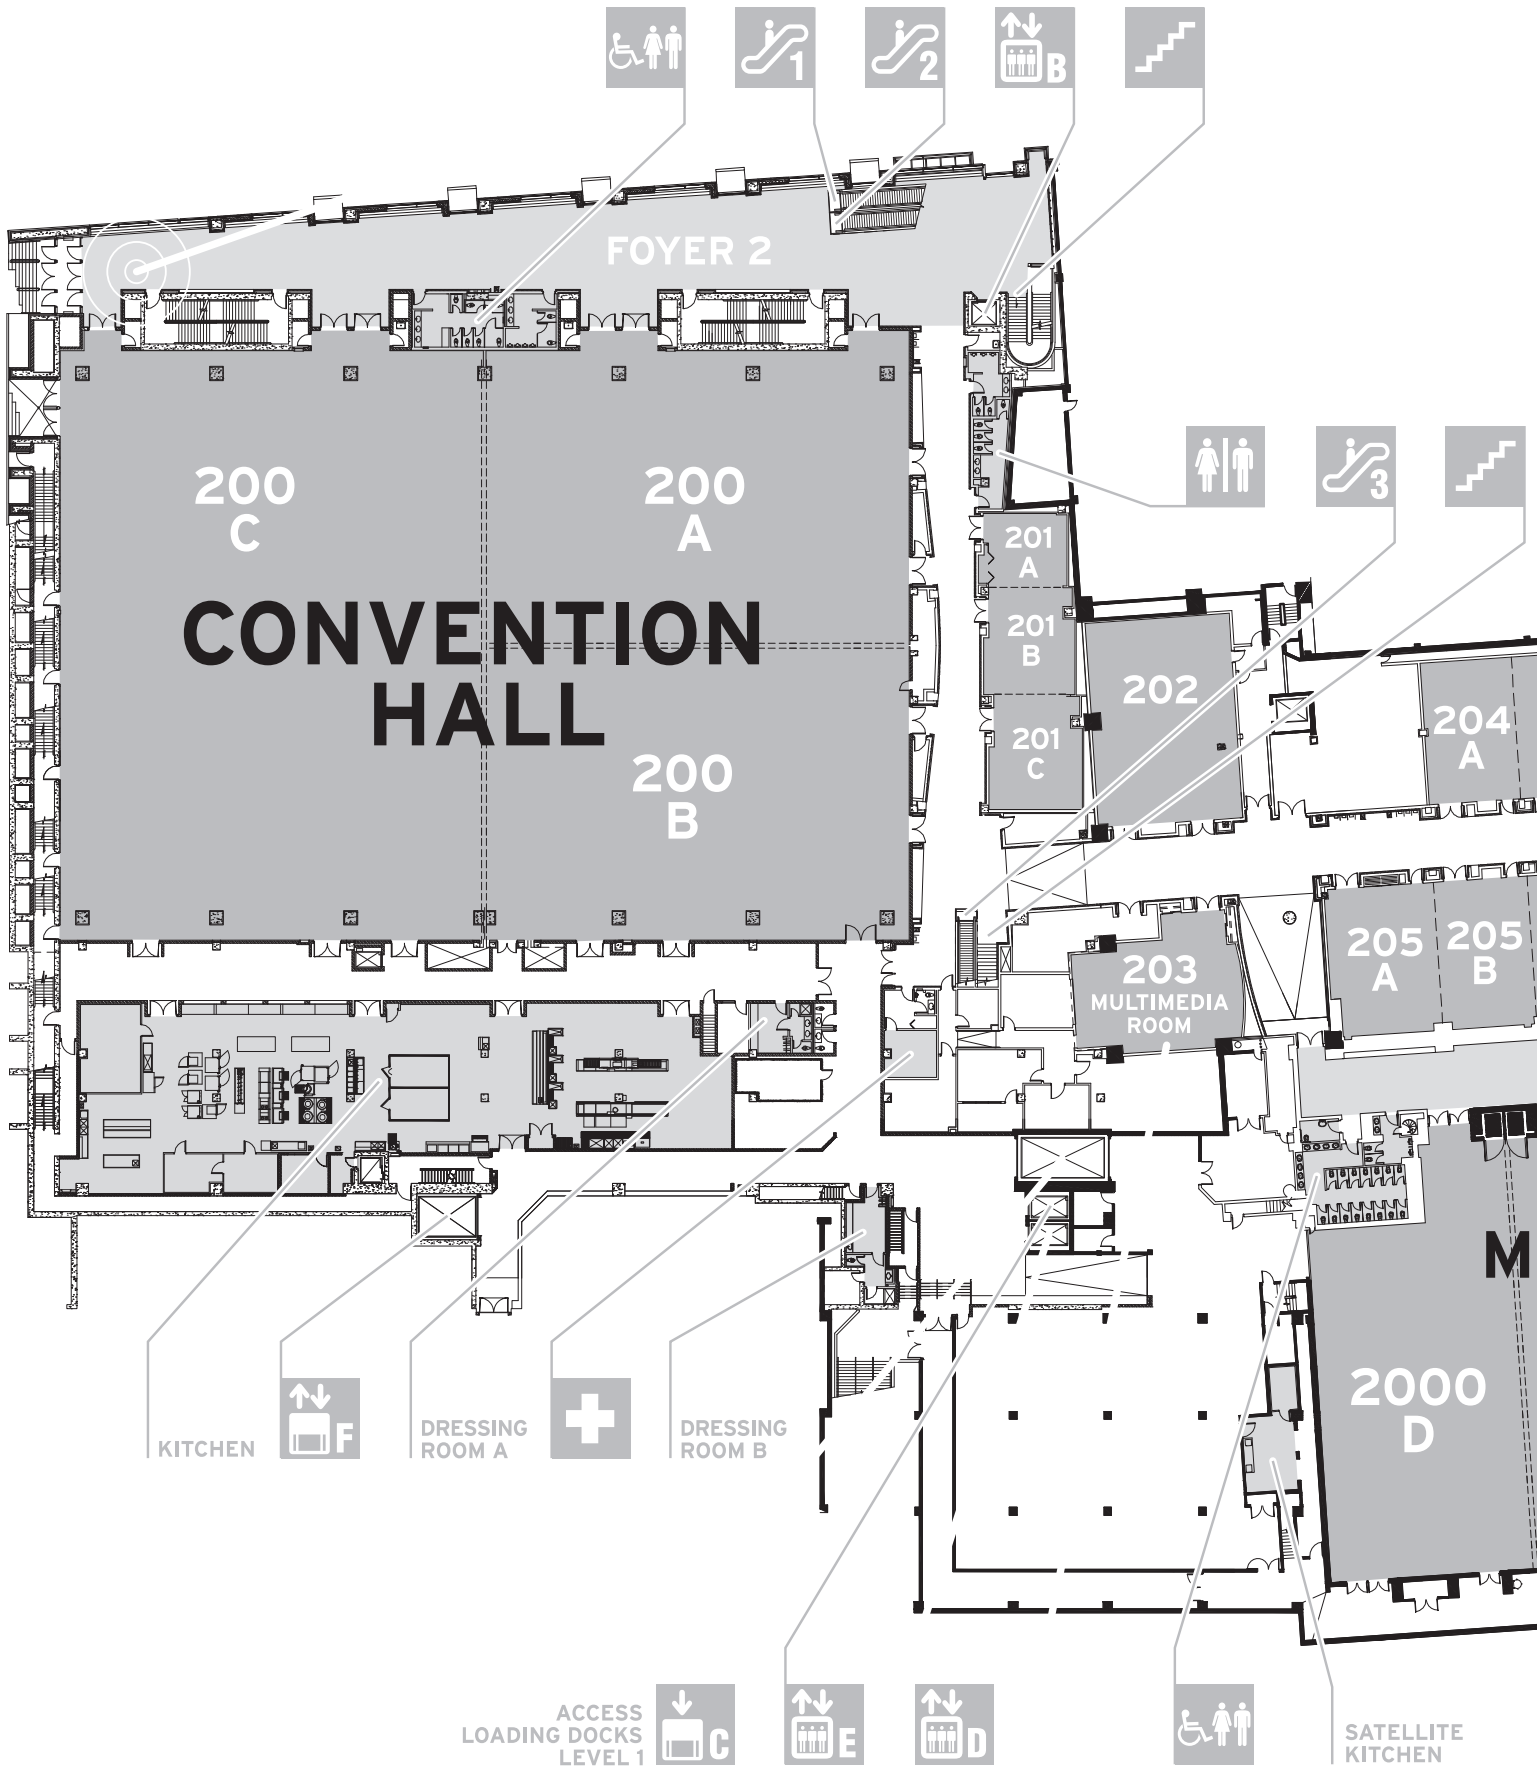 1
2
B
FOYER 2
200
C
200
A
3
201
A
201
B
201
C
202
204
A
CONVENTION
HALL
200
B
203
MULTIMEDIA
ROOM
205
A
205
B
M
2000
D
KITCHEN
F
DRESSING
ROOM A
DRESSING
ROOM B
ACCESS
LOADING DOCKS
LEVEL 1
C
E
D
SATELLITE
KITCHEN